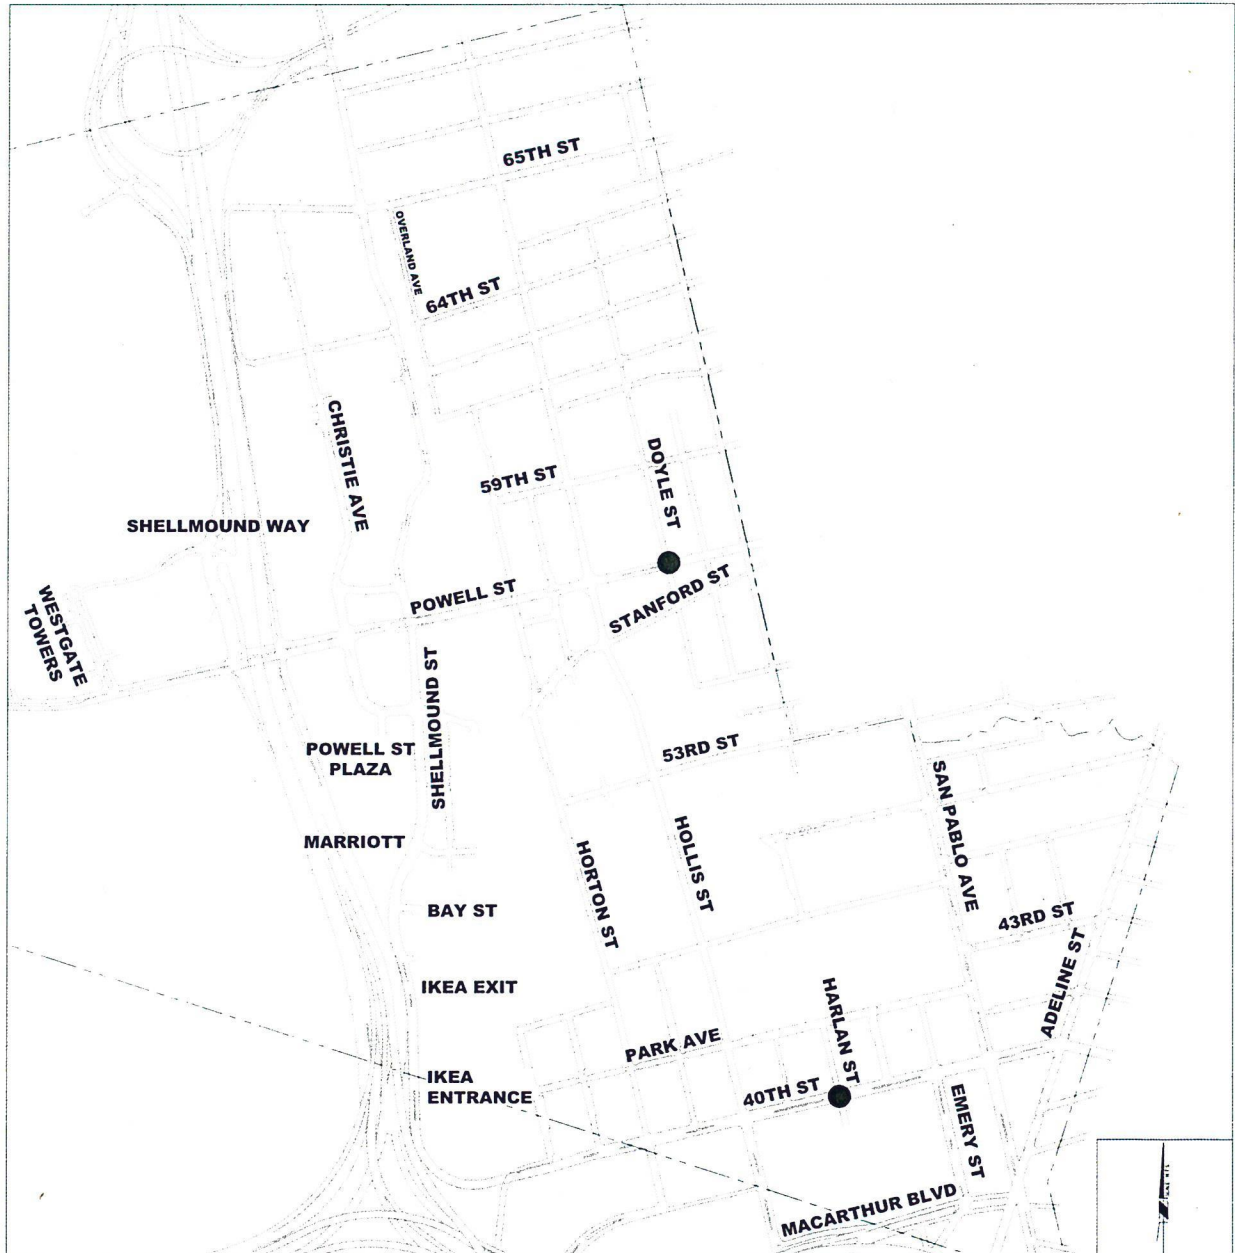 65TH ST
OVERLAND AVE
64TH ST
CHRISTIE AVE
59TH ST
DOYLE ST
SHELLMOUND WAY
WESTGATE
TOWERS
POWELL ST
STANFORD ST
SHELLMOUND ST
POWELL ST
PLAZA
53RD ST
SAN PABLO AVE
MARRIOTT
HORTON ST
HOLLIS ST
BAY ST
43RD ST
ADELINE ST
IKEA EXIT
HARLAN ST
PARK AVE
IKEA
ENTRANCE
40TH ST
EMERY ST
MACARTHUR BLVD